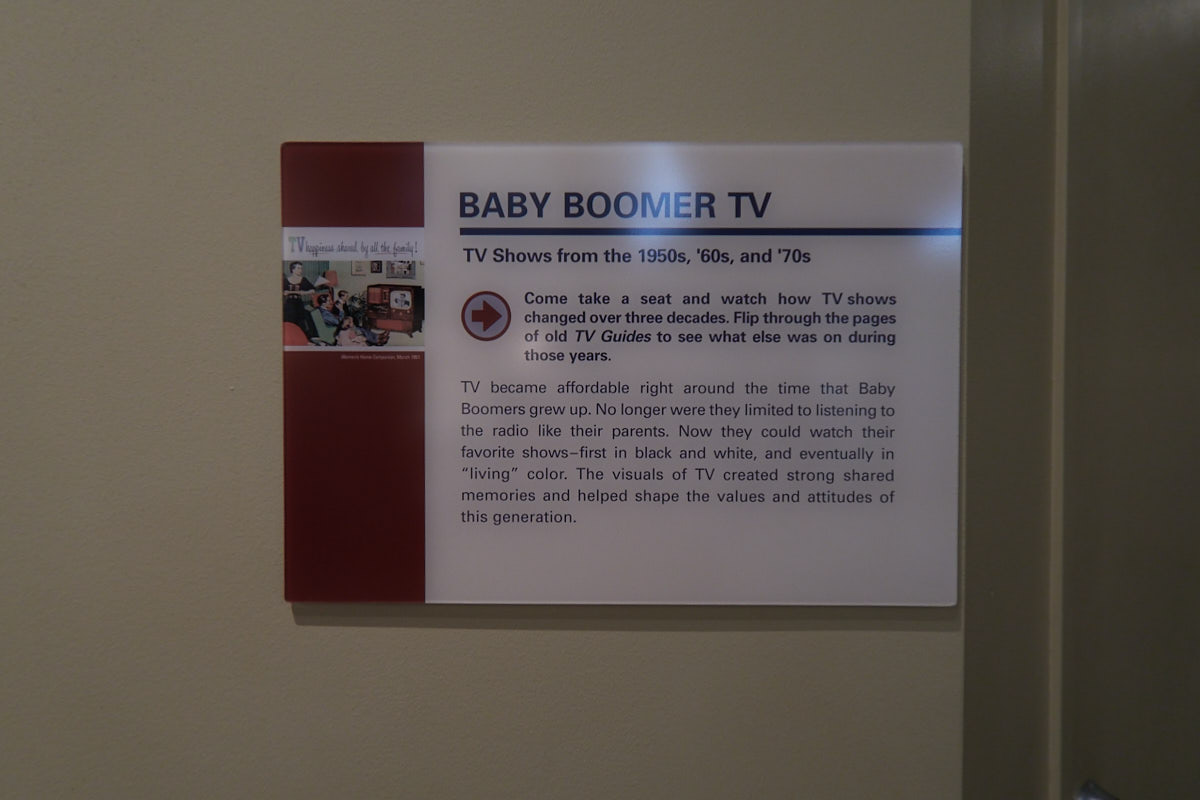 BABY BOOMER TV
TV Shows from the 1950s, '60s, and '70s
Come take a seat and watch how TV shows
changed over three decades. Flip through the pages
of old TV Guides to see what else was on during
those years.
TV became affordable right around the time that Baby
Boomers grew up. No longer were they limited to listening to
the radio like their parents. Now they could watch their
favorite shows–first in black and white, and eventually in
“living” color. The visuals of TV created strong shared
memories and helped shape the values and attitudes of
this generation.
TV happiness shared by all the family!
Women's Home Companion, March 1951